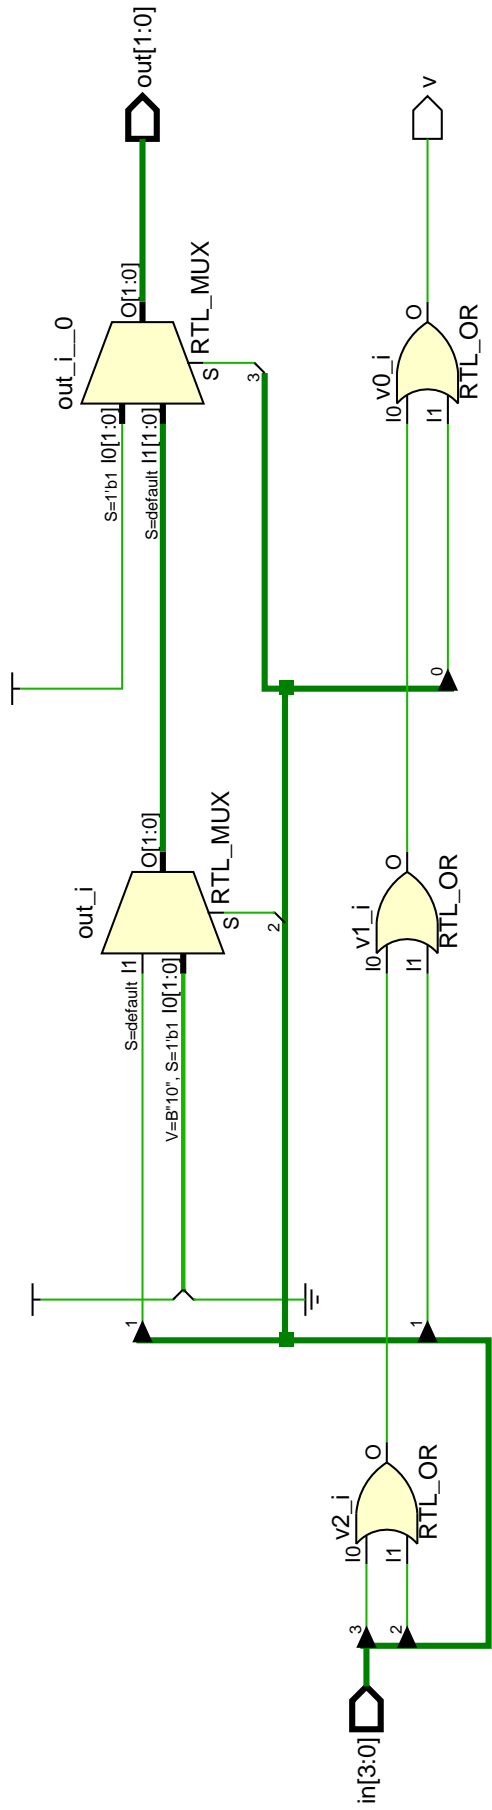 in[3:0]
3
2
v2_i
I0
I1
O
RTL_OR
1
1
S=default
I1
V=B"10", S=1'b1
I0[1:0]
out_i
O[1:0]
S
RTL_MUX
2
v1_i
I0
I1
O
RTL_OR
0
3
S=1'b1
I0[1:0]
S=default
I1[1:0]
out_i__0
O[1:0]
S
RTL_MUX
v0_i
I0
I1
O
RTL_OR
out[1:0]
v